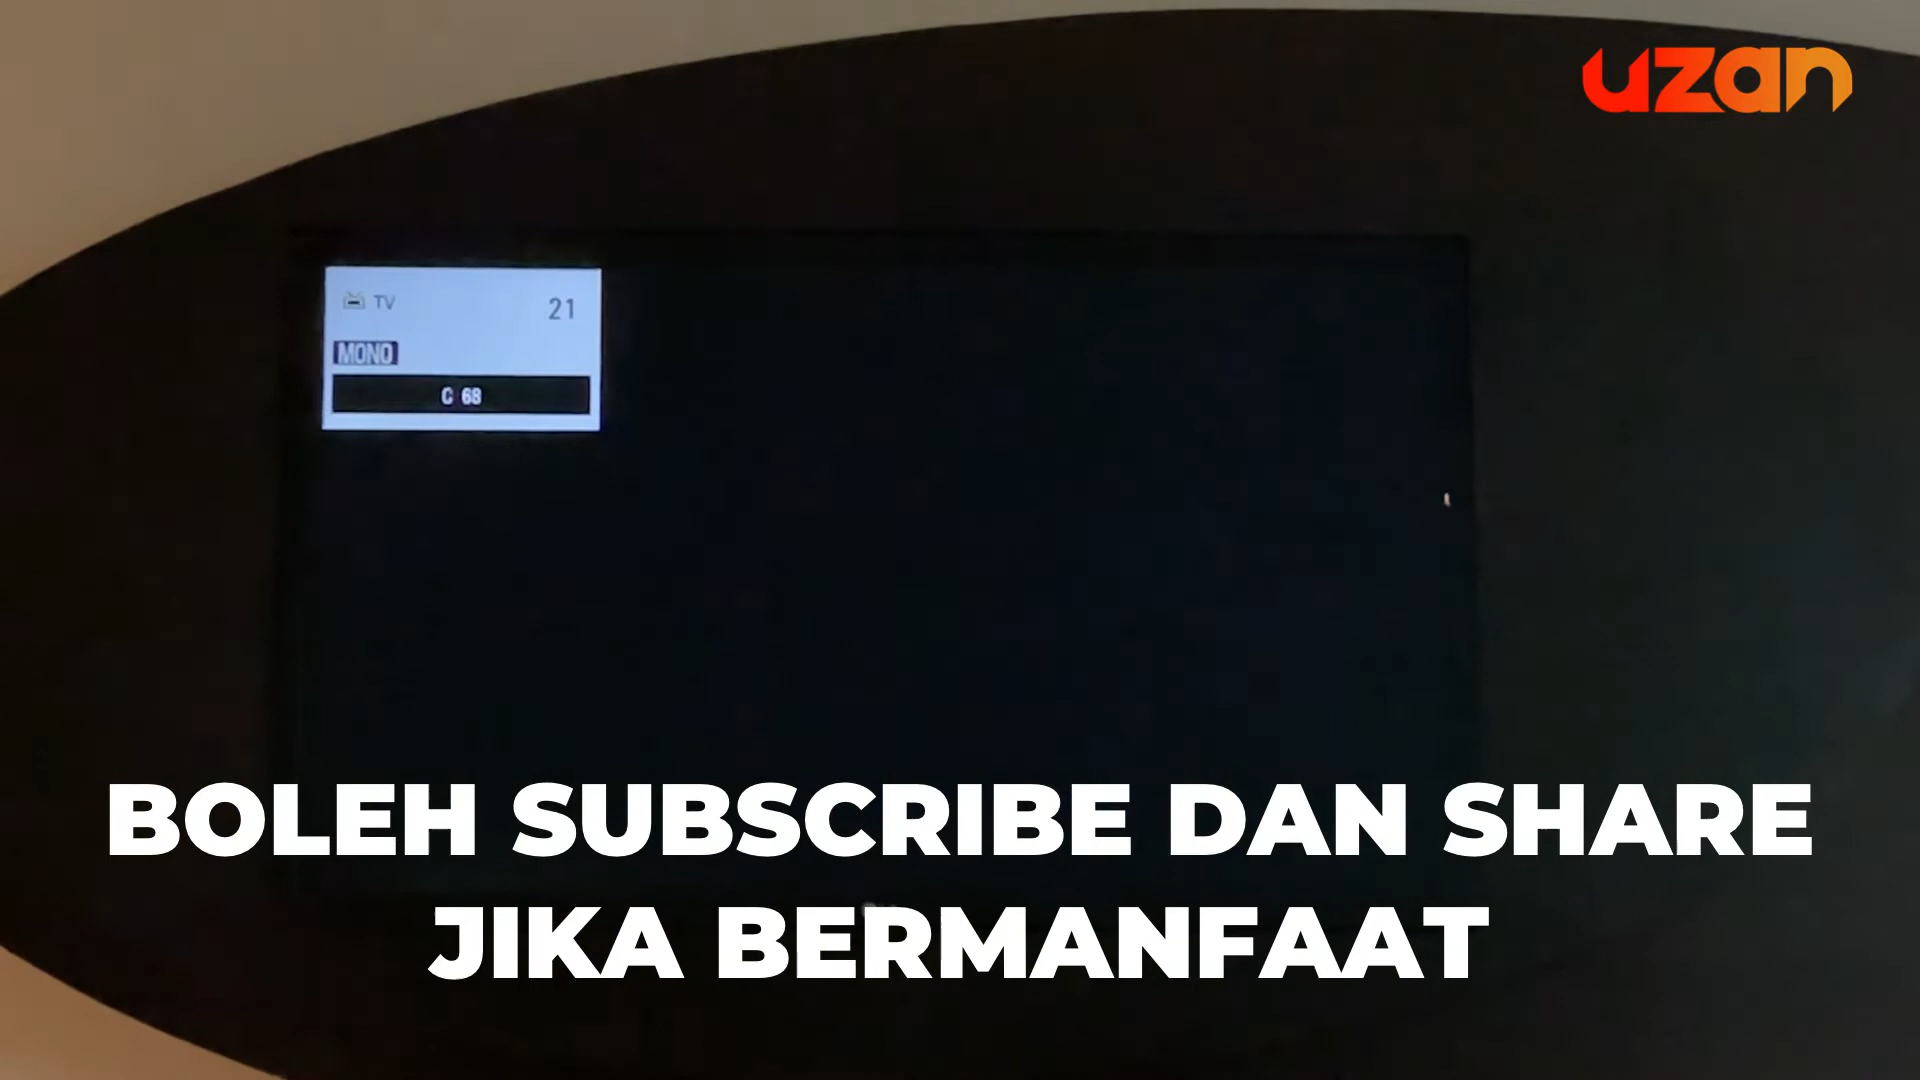 uzan
TV
21
MONO
C 68
BOLEH SUBSCRIBE DAN SHARE
JIKA BERMANFAAT